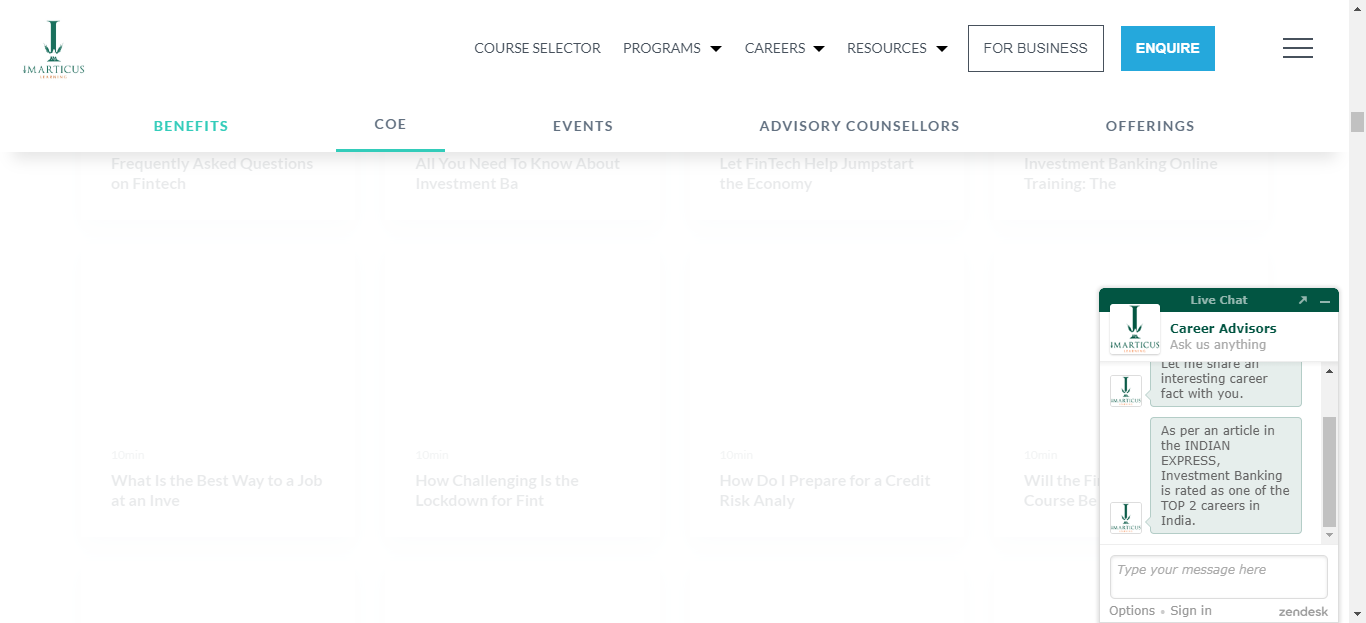 IMARTICUS
LEARNING
COURSE SELECTOR
PROGRAMS
CAREERS
RESOURCES
FOR BUSINESS
ENQUIRE
BENEFITS
COE
EVENTS
ADVISORY COUNSELLORS
OFFERINGS
Frequently Asked Questions
on Fintech
All You Need To Know About
Investment Ba
Let FinTech Help Jumpstart
the Economy
Investment Banking Online
Training: The
10min
What Is the Best Way to a Job
at an Inve
10min
How Challenging Is the
Lockdown for Fint
10min
How Do I Prepare for a Credit
Risk Analy
10min
Will the Fi
Course Be
Live Chat
IMARTICUS
LEARNING
Career Advisors
Ask us anything
Let me share an
interesting career
fact with you.
IMARTICUS
As per an article in
the INDIAN
EXPRESS,
Investment Banking
is rated as one of the
TOP 2 careers in
India.
IMARTICUS
Type your message here
Options • Sign in
zendesk